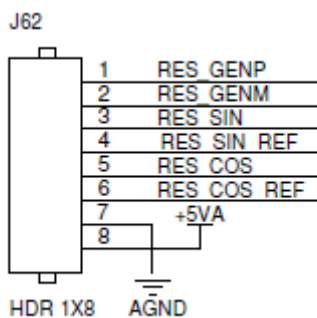 J62
1 RES_GENP
2 RES_GENM
3 RES_SIN
4 RES_SIN_REF
5 RES_COS
6 RES_COS_REF
7 +5VA
8
HDR 1X8 AGND